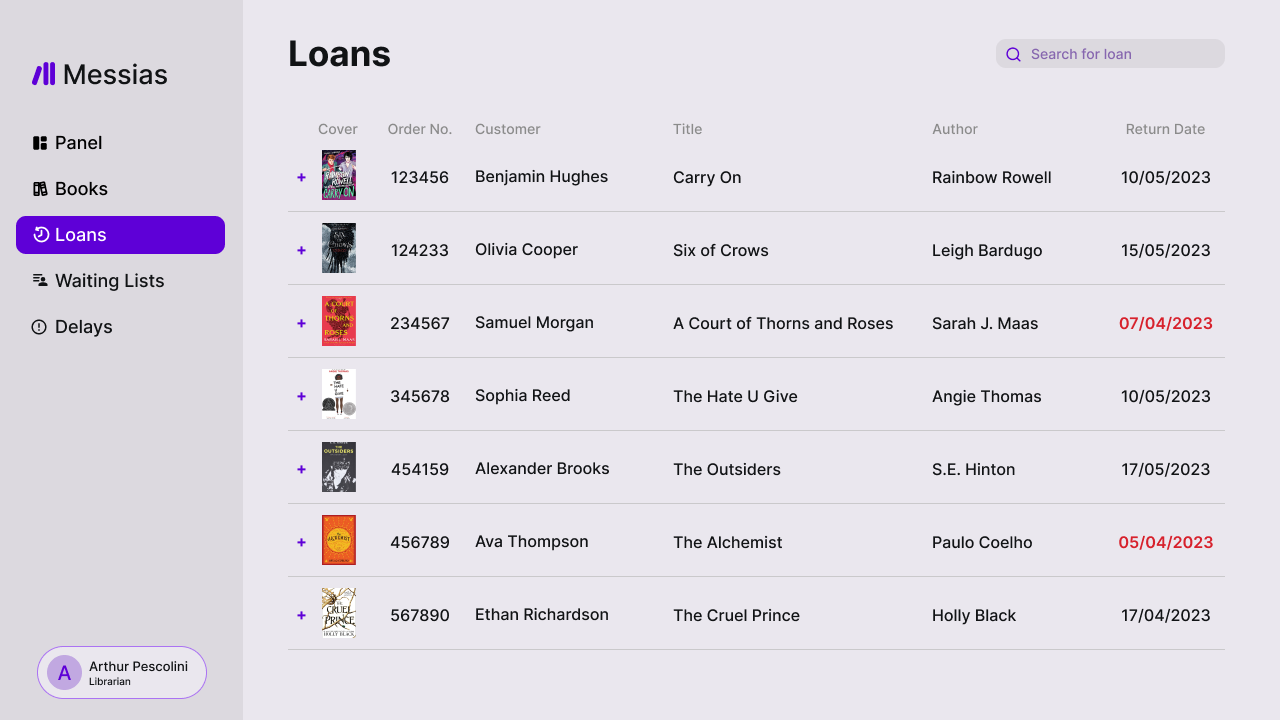 Messias
Panel
Books
Loans
Waiting Lists
Delays
A
Arthur Pescolini
Librarian
Loans
Search for loan
Cover Order No. Customer Title Author Return Date
+ RAINBOW ROWELL CARRY ON 123456 Benjamin Hughes Carry On Rainbow Rowell 10/05/2023
+ 124233 Olivia Cooper Six of Crows Leigh Bardugo 15/05/2023
+ A COURT OF THORNS AND ROSES SARAH J. MAAS 234567 Samuel Morgan A Court of Thorns and Roses Sarah J. Maas 07/04/2023
+ THE HATE U GIVE 345678 Sophia Reed The Hate U Give Angie Thomas 10/05/2023
+ THE OUTSIDERS 454159 Alexander Brooks The Outsiders S.E. Hinton 17/05/2023
+ ALCHEMIST 456789 Ava Thompson The Alchemist Paulo Coelho 05/04/2023
+ THE CRUEL PRINCE HOLLY BLACK 567890 Ethan Richardson The Cruel Prince Holly Black 17/04/2023